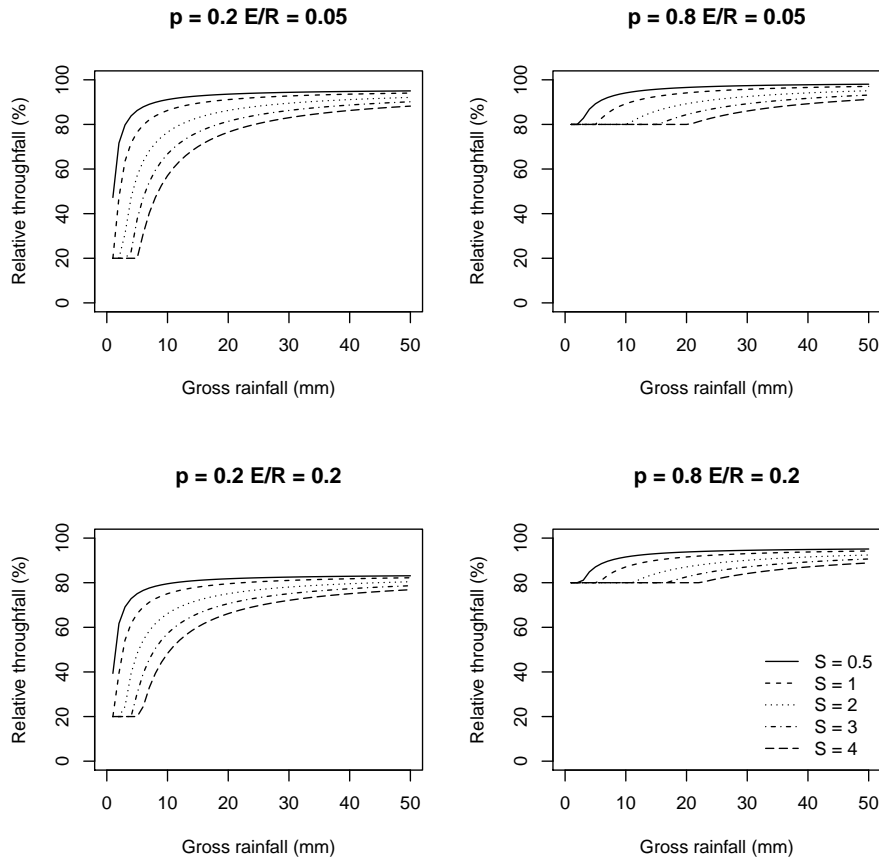 p = 0.2 E/R = 0.05
Relative throughfall (%)
100
80
60
40
20
0
0 10 20 30 40 50
Gross rainfall (mm)
p = 0.8 E/R = 0.05
Relative throughfall (%)
100
80
60
40
20
0
0 10 20 30 40 50
Gross rainfall (mm)
p = 0.2 E/R = 0.2
Relative throughfall (%)
100
80
60
40
20
0
0 10 20 30 40 50
Gross rainfall (mm)
p = 0.8 E/R = 0.2
Relative throughfall (%)
100
80
60
40
20
0
S = 0.5
S = 1
S = 2
S = 3
S = 4
0 10 20 30 40 50
Gross rainfall (mm)